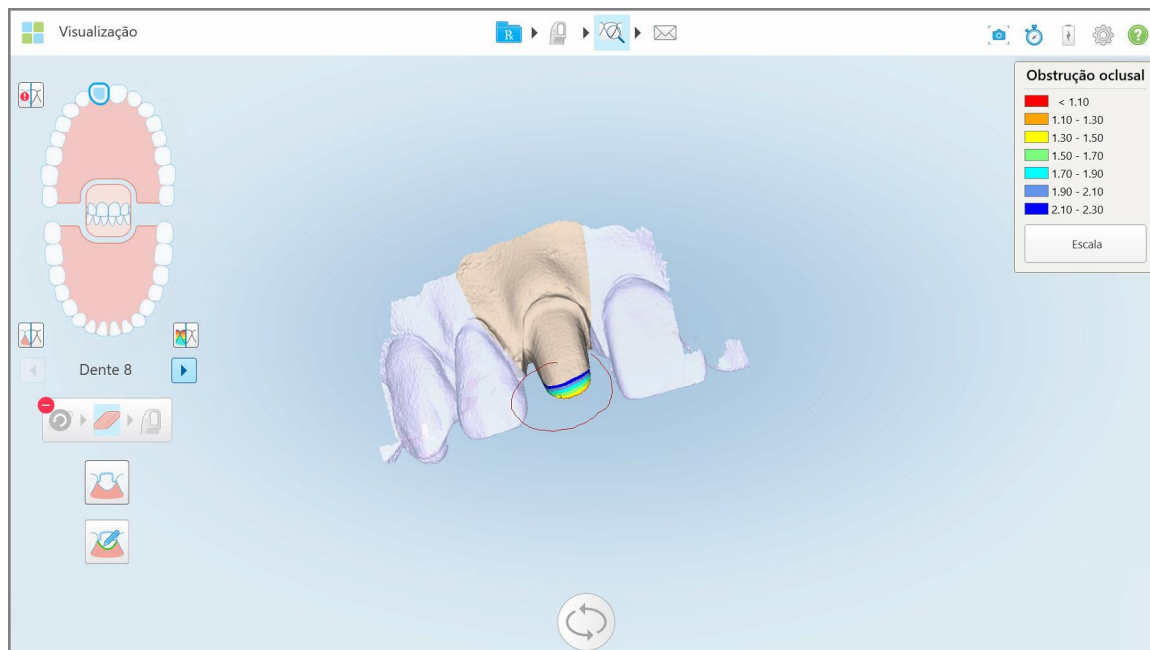 Visualização
R
Obstrução oclusal
< 1.10
1.10 - 1.30
1.30 - 1.50
1.50 - 1.70
1.70 - 1.90
1.90 - 2.10
2.10 - 2.30
Escala
Dente 8